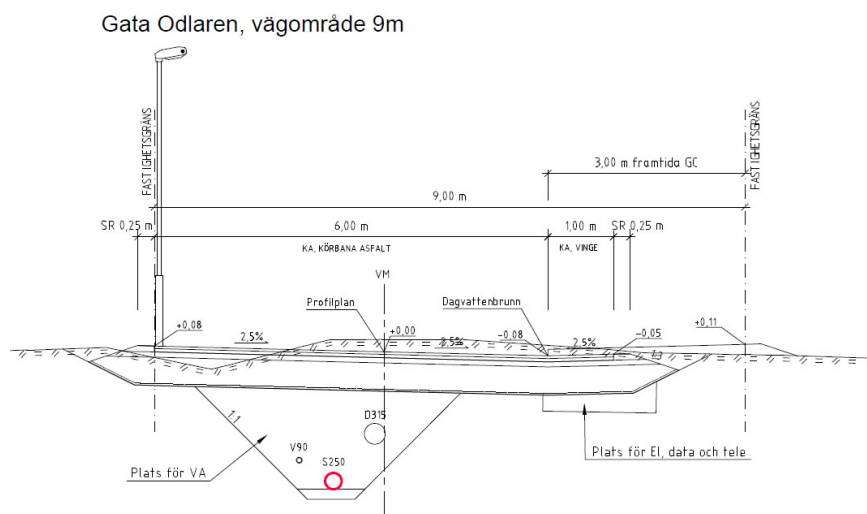 Gata Odlaren, vägområde 9m
FASTIGHETSGRÄNS
FASTIGHETSGRÄNS
3,00 m framtida GC
9,00 m
SR 0,25 m
6,00 m
1,00 m
SR 0,25 m
KA, KÖRBANA ASFALT
KA, VINGE
VM
Profilplan
Dagvattenbrunn
+0,08
2,5%
+0,00
2,5%
-0,08
2,5%
-0,05
+0,11
1:3
1:1
D315
V90
S250
Plats för VA
Plats för El, data och tele